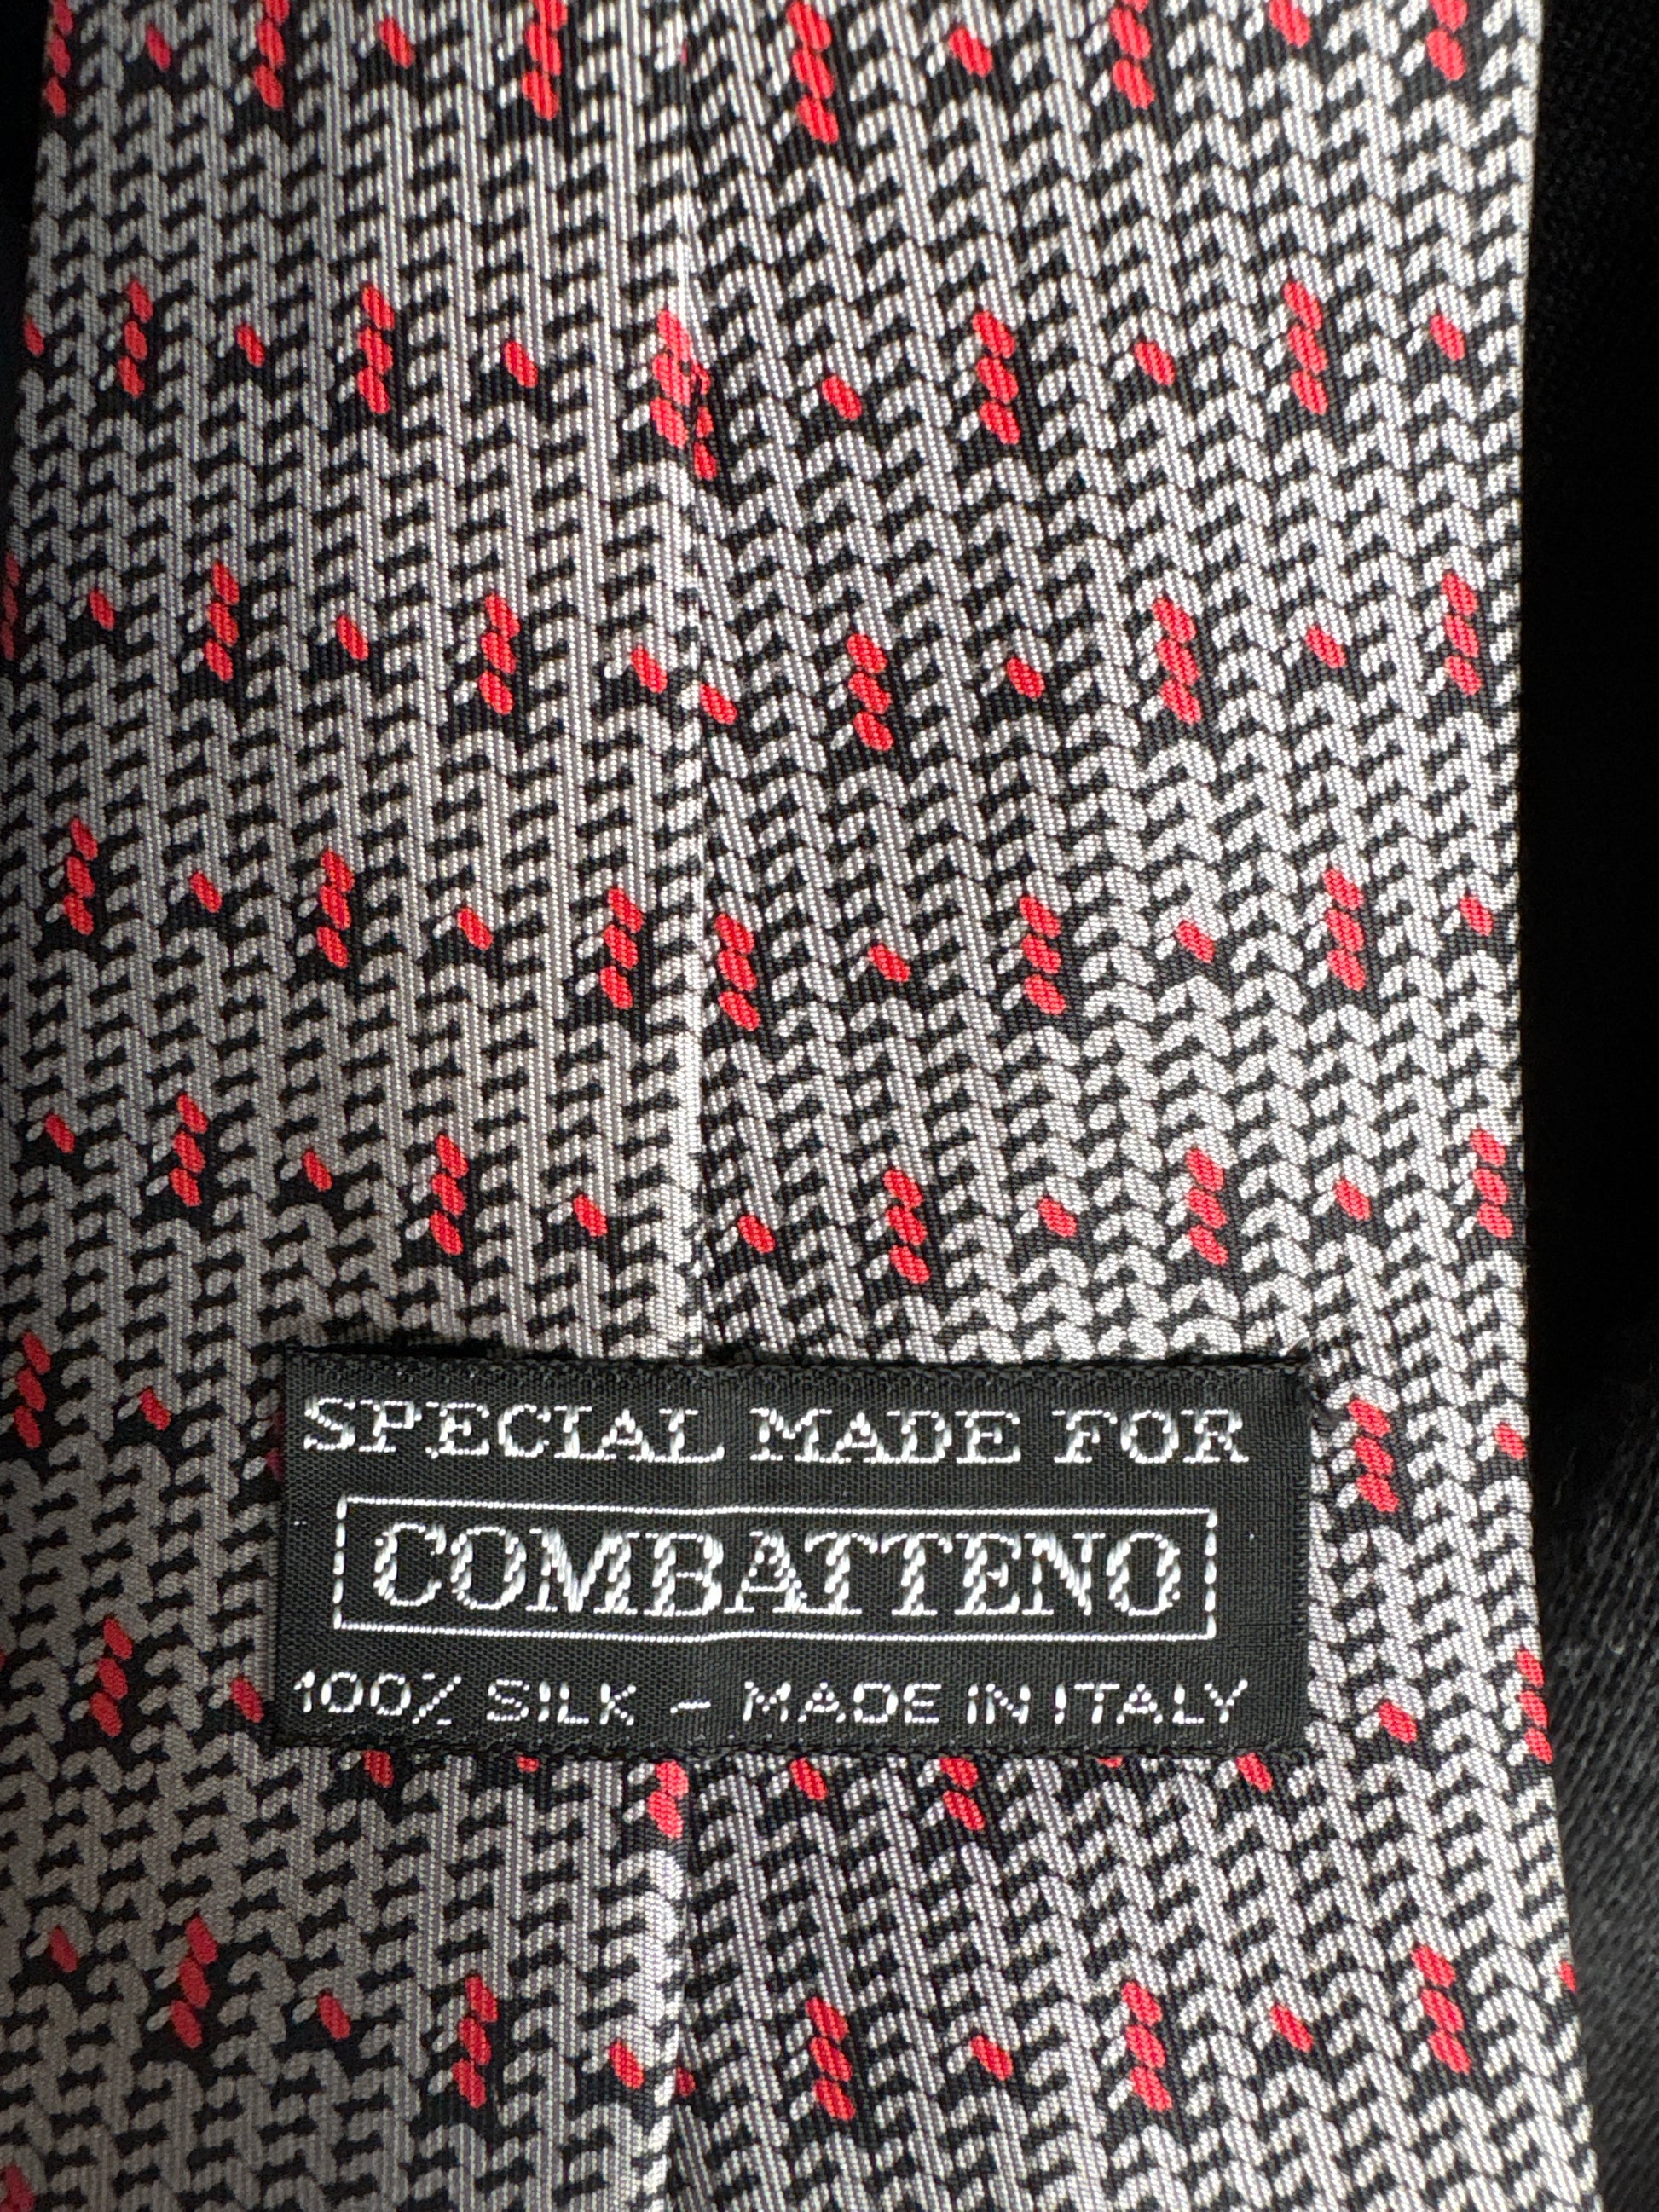 SPECIAL MADE FOR
COMBATTENO
100% SILK - MADE IN ITALY